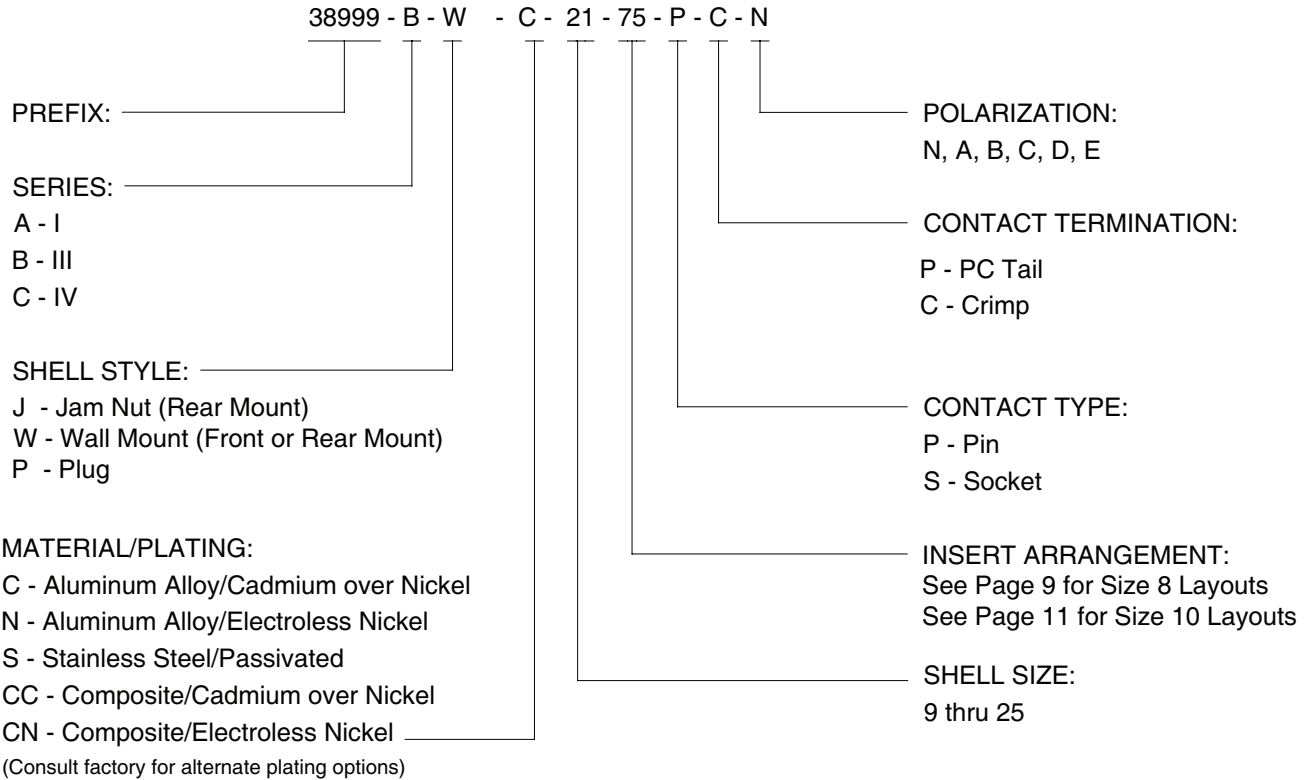 38999 - B - W - C - 21 - 75 - P - C - N
PREFIX:
SERIES:
A - I
B - III
C - IV
SHELL STYLE:
J - Jam Nut (Rear Mount)
W - Wall Mount (Front or Rear Mount)
P - Plug
MATERIAL/PLATING:
C - Aluminum Alloy/Cadmium over Nickel
N - Aluminum Alloy/Electroless Nickel
S - Stainless Steel/Passivated
CC - Composite/Cadmium over Nickel
CN - Composite/Electroless Nickel
(Consult factory for alternate plating options)
POLARIZATION:
N, A, B, C, D, E
CONTACT TERMINATION:
P - PC Tail
C - Crimp
CONTACT TYPE:
P - Pin
S - Socket
INSERT ARRANGEMENT:
See Page 9 for Size 8 Layouts
See Page 11 for Size 10 Layouts
SHELL SIZE:
9 thru 25